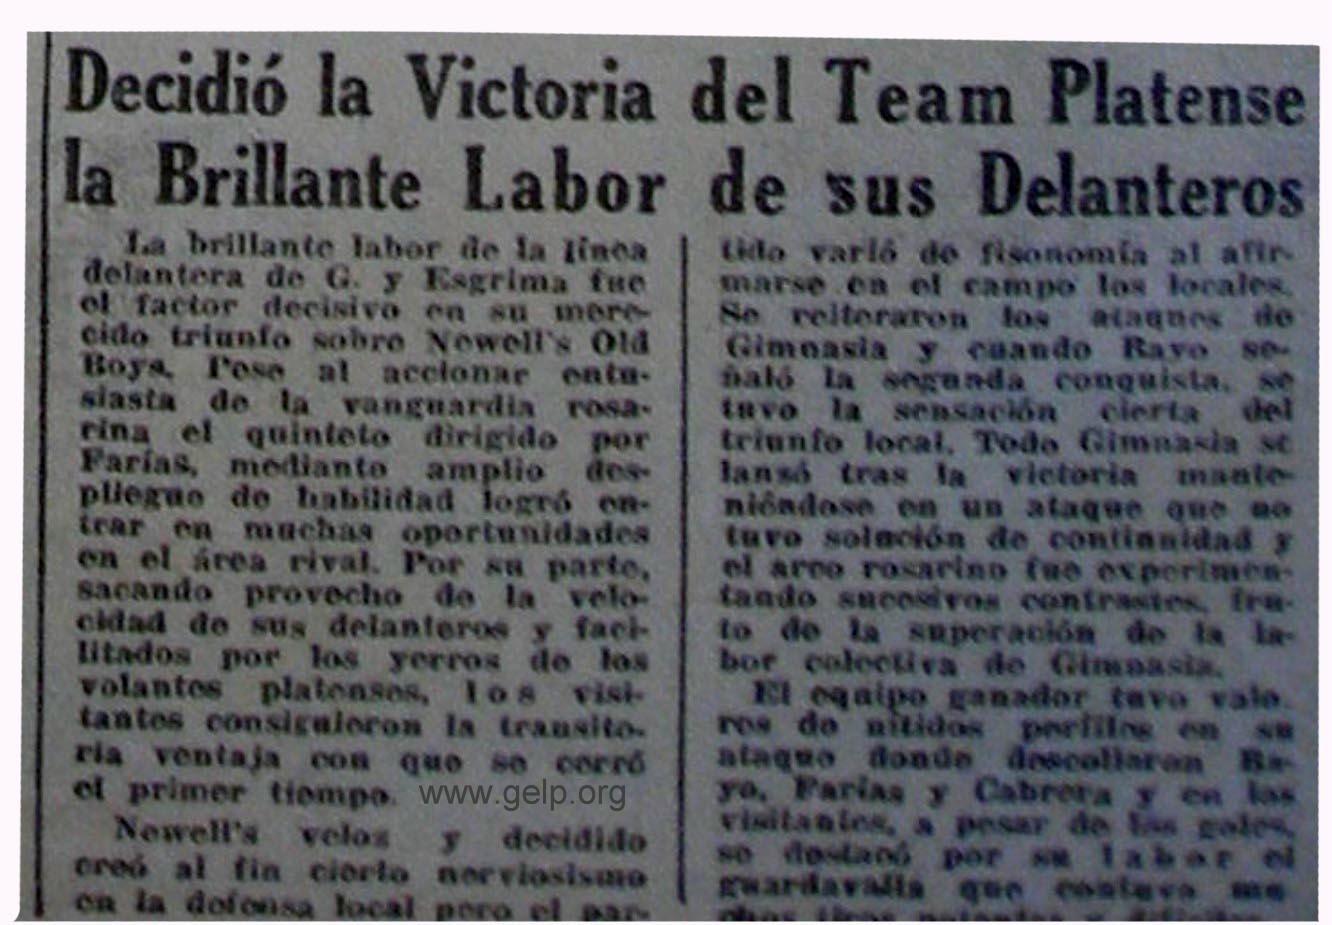 Decidió la Victoria del Team Platense
la Brillante Labor de sus Delanteros
La brillante labor de la línea
delantera de G. y Esgrima fue
el factor decisivo en su mere-
cido triunfo sobre Newell's Old
Boys. Pese al accionar entu-
siasta de la vanguardia rosa-
rina el quinteto dirigido por
Farías, mediante amplio des-
pliegue de habilidad logró en-
trar en muchas oportunidades
en el área rival. Por su parte,
sacando provecho de la velo-
cidad de sus delanteros y faci-
litados por los yerros de los
volantes platenses, los visi-
tantes consiguieron la transito-
ria ventaja con que se cerró
el primer tiempo.
www.gelp.org
Newell's veloz y decidido
creó al fin cierto nerviosismo
en la defensa local pero el par-
tido varió de fisonomía al afir-
marse en el campo los locales.
Se reiteraron los ataques de
Gimnasia y cuando Bayo se-
ñaló la segunda conquista, se
tuvo la sensación cierta del
triunfo local. Todo Gimnasia se
lansó tras la victoria mante-
niéndose en un ataque que no
tuvo solución de continuidad y
el arco rosarino fue experimen-
tando sucesivos contrastes, fru-
to de la superación de la la-
bor colectiva de Gimnasia.
El equipo ganador tuvo valo-
res de nítidos perfiles en su
ataque donde descollaron Ba-
yo, Farías y Cabrera y en los
visitantes, a pesar de los goles,
se destacó por su labor el
guardavalla que contuvo mu-
chos tiros potentes y